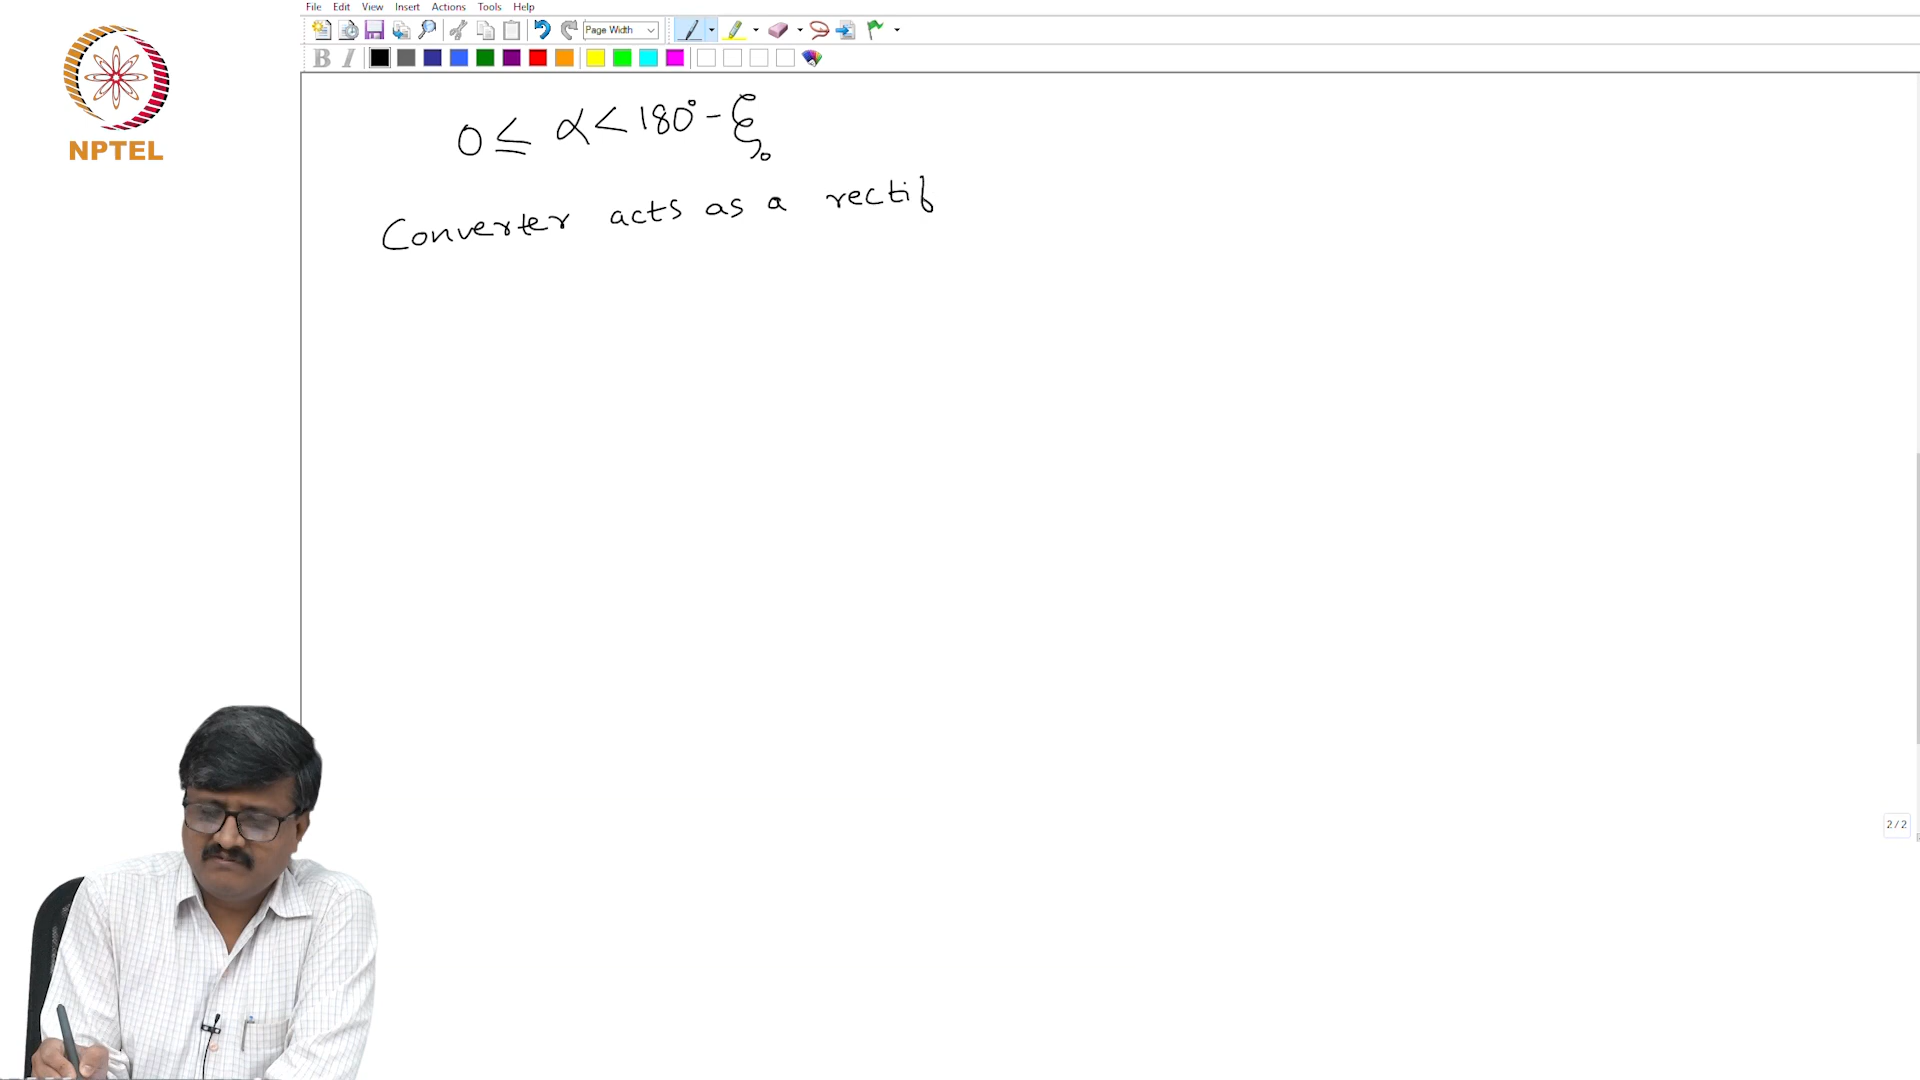 File Edit View Insert Actions Tools Help
NPTEL
Page Width
B I
0 ≤ α < 180° - ξ₀
Converter acts as a rectif
2 / 2